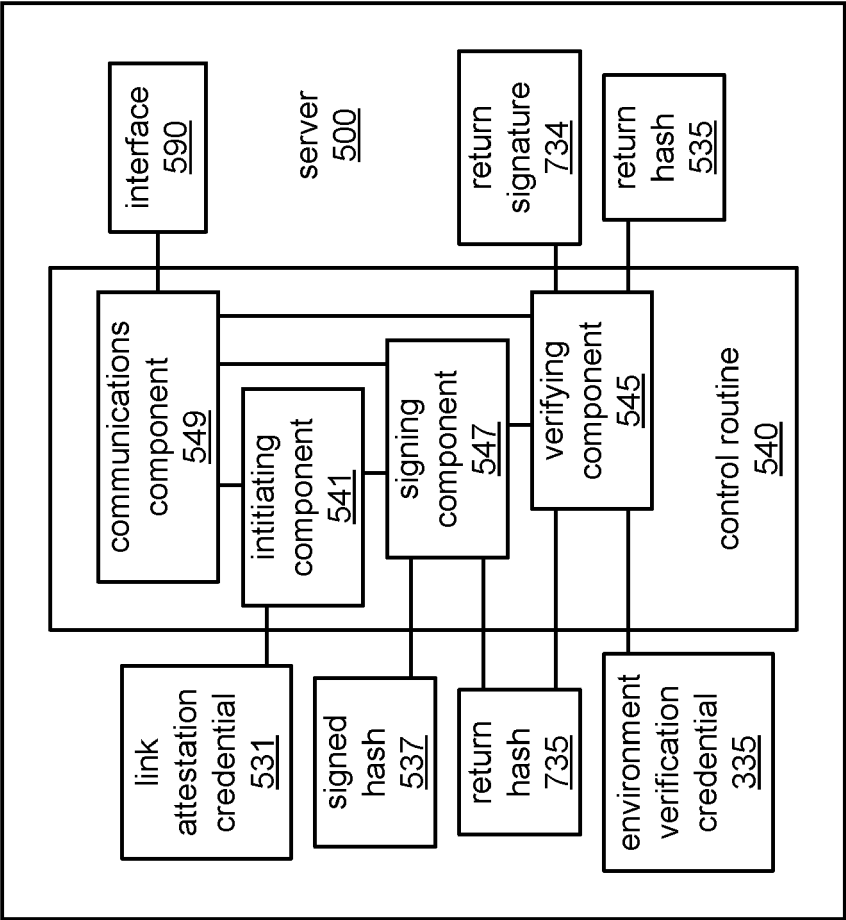 environment
verification
credential
335
return
hash
735
signed
hash
537
link
attestation
credential
531
control routine
540
verifying
component
545
signing
component
547
intitiating
component
541
communications
component
549
return
hash
535
return
signature
734
server
500
interface
590